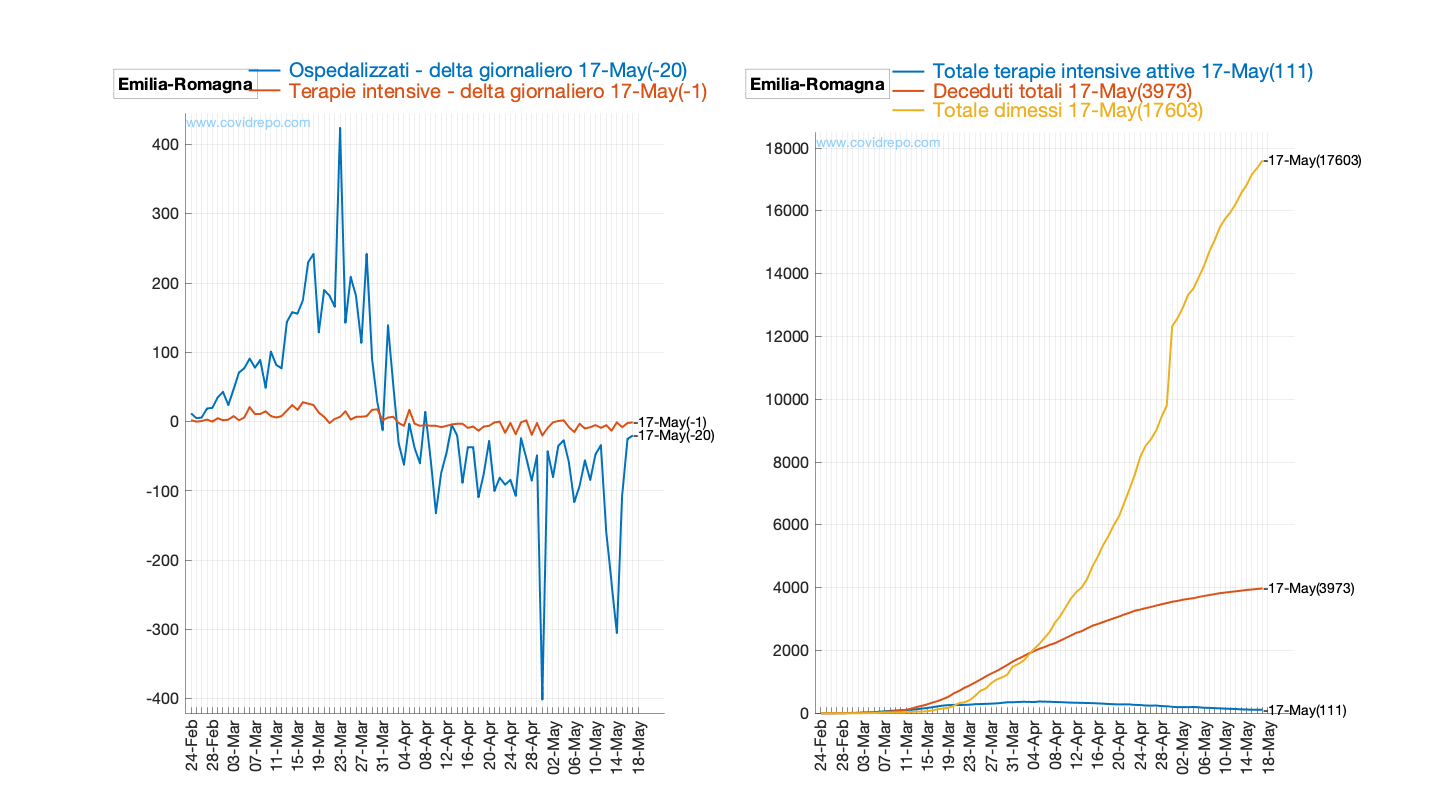 Emilia-Romagna
Ospedalizzati - delta giornaliero 17-May(-20)
Terapie intensive - delta giornaliero 17-May(-1)
www.covidrepo.com
400
300
200
100
0
-100
-200
-300
-400
-17-May(-1)
-17-May(-20)
24-Feb
28-Feb
03-Mar
07-Mar
11-Mar
15-Mar
19-Mar
23-Mar
27-Mar
31-Mar
04-Apr
08-Apr
12-Apr
16-Apr
20-Apr
24-Apr
28-Apr
02-May
06-May
10-May
14-May
18-May
Emilia-Romagna
Totale terapie intensive attive 17-May(111)
Deceduti totali 17-May(3973)
Totale dimessi 17-May(17603)
www.covidrepo.com
18000
16000
14000
12000
10000
8000
6000
4000
2000
0
-17-May(17603)
-17-May(3973)
-17-May(111)
24-Feb
28-Feb
03-Mar
07-Mar
11-Mar
15-Mar
19-Mar
23-Mar
27-Mar
31-Mar
04-Apr
08-Apr
12-Apr
16-Apr
20-Apr
24-Apr
28-Apr
02-May
06-May
10-May
14-May
18-May